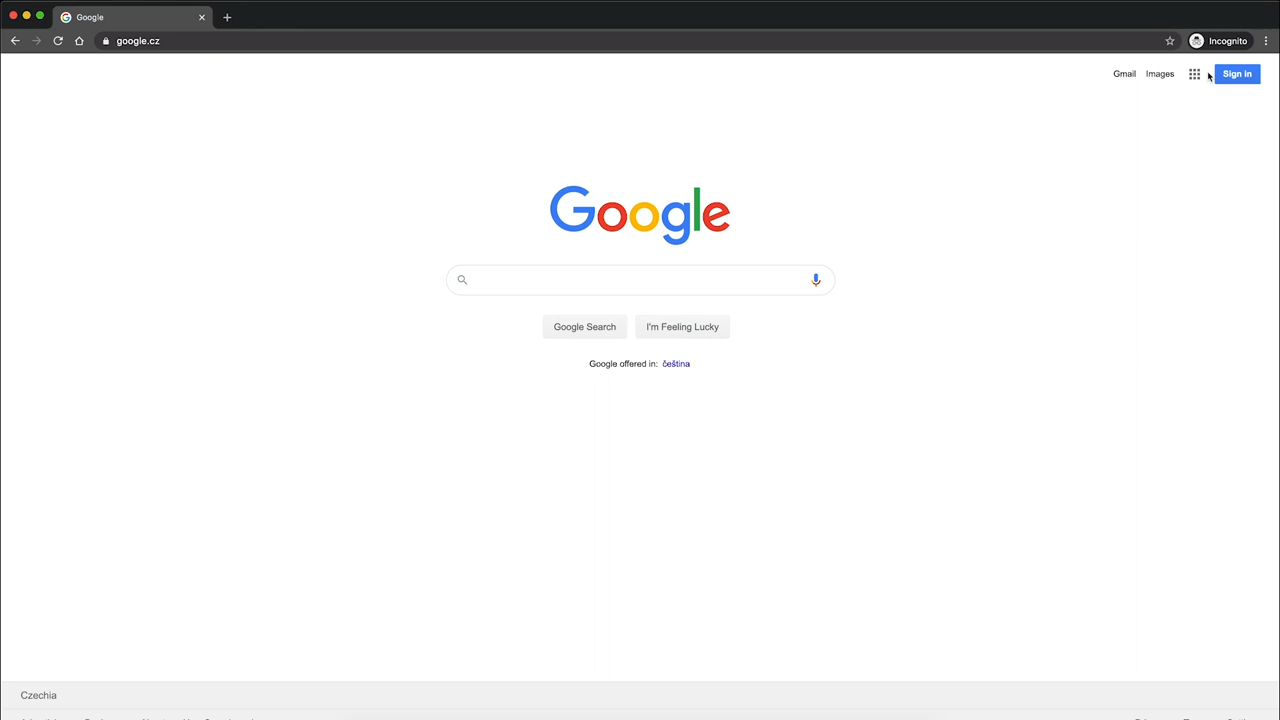 Google
google.cz
Incognito
Gmail Images Sign in
Google
Google Search I'm Feeling Lucky
Google offered in: čeština
Czechia